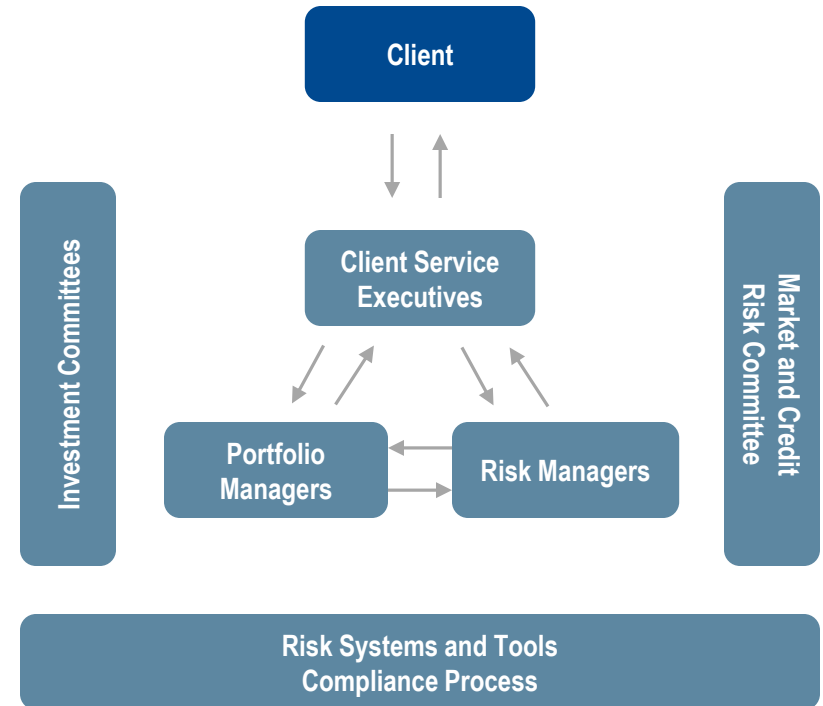 Client
Investment Committees
Client Service
Executives
Market and Credit
Risk Committee
Portfolio
Managers
Risk Managers
Risk Systems and Tools
Compliance Process